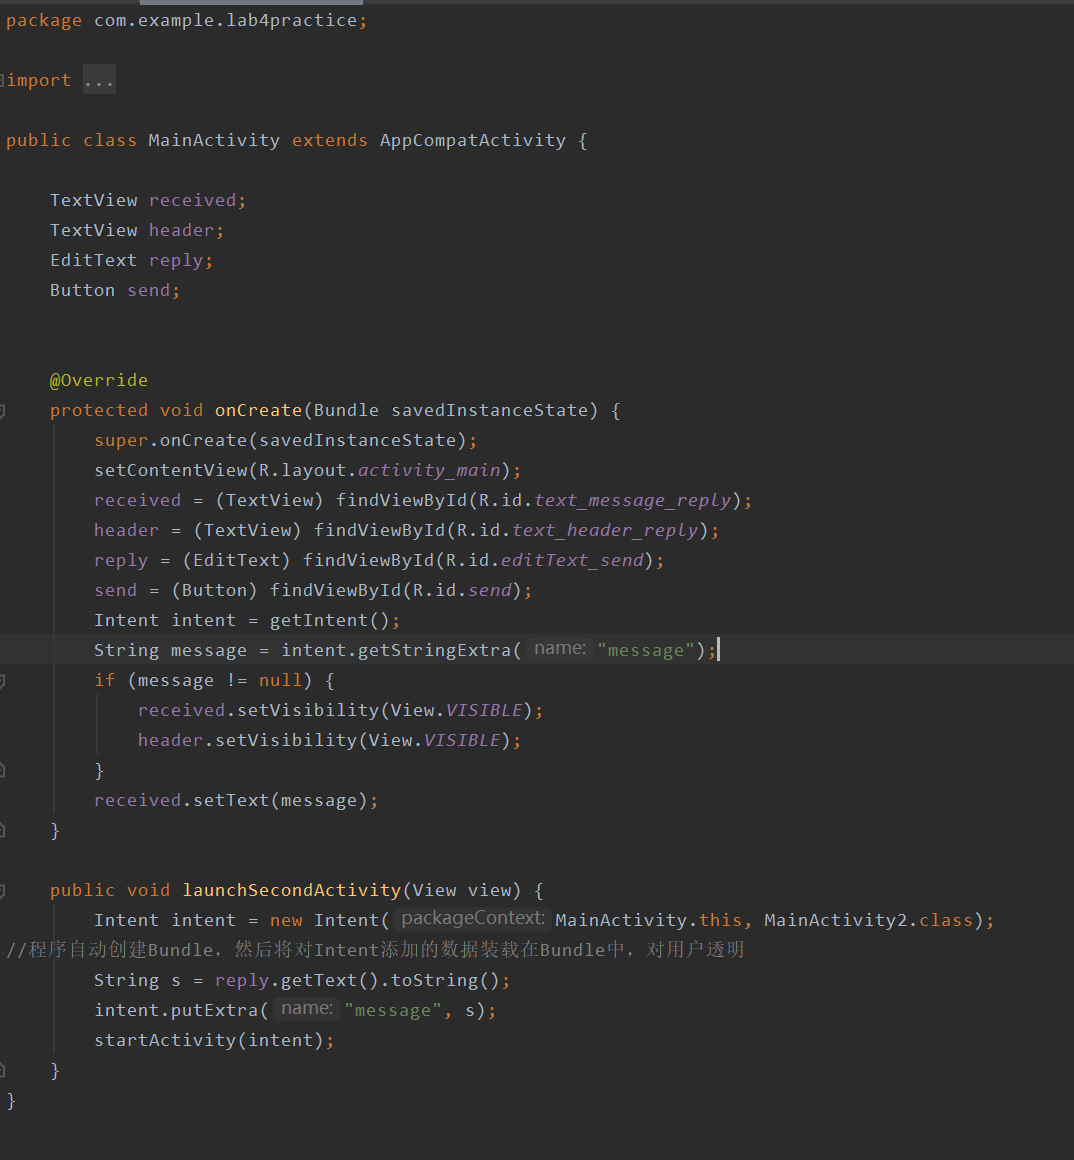 package com.example.lab4practice;
import ...
public class MainActivity extends AppCompatActivity {
TextView received;
TextView header;
EditText reply;
Button send;
@Override
protected void onCreate(Bundle savedInstanceState) {
super.onCreate(savedInstanceState);
setContentView(R.layout.activity_main);
received = (TextView) findViewById(R.id.text_message_reply);
header = (TextView) findViewById(R.id.text_header_reply);
reply = (EditText) findViewById(R.id.editText_send);
send = (Button) findViewById(R.id.send);
Intent intent = getIntent();
String message = intent.getStringExtra( name: "message");
if (message != null) {
received.setVisibility(View.VISIBLE);
header.setVisibility(View.VISIBLE);
}
received.setText(message);
}
public void launchSecondActivity(View view) {
Intent intent = new Intent( packageContext: MainActivity.this, MainActivity2.class);
//程序自动创建Bundle，然后将对Intent添加的数据装载在Bundle中，对用户透明
String s = reply.getText().toString();
intent.putExtra( name: "message", s);
startActivity(intent);
}
}